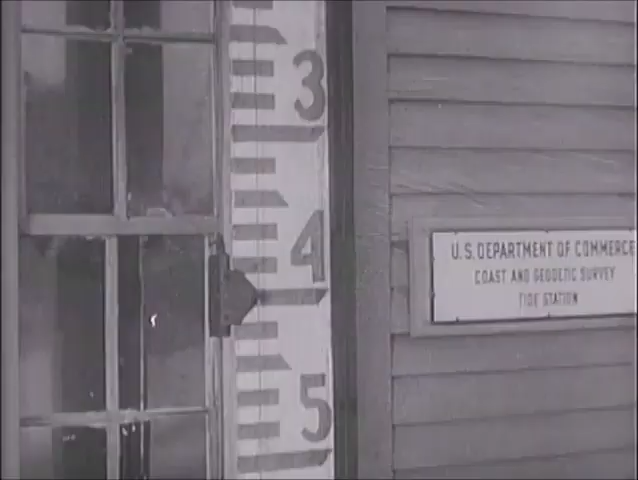 3
4
5
U.S. DEPARTMENT OF COMMERCE
COAST AND GEODETIC SURVEY
TIDE STATION